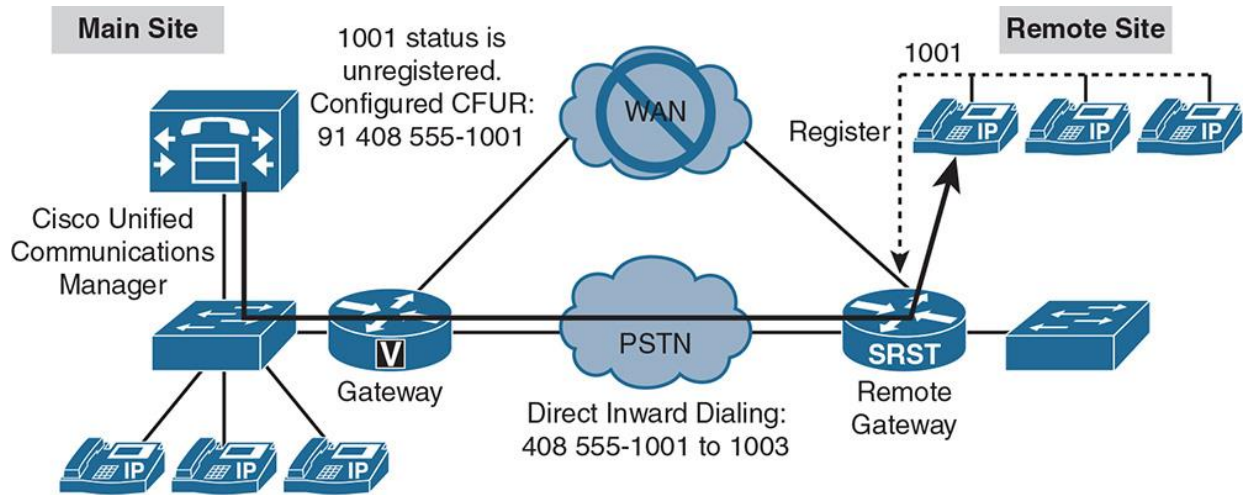 Main Site
1001 status is
unregistered.
Configured CFUR:
91 408 555-1001
WAN
Remote Site
1001
Register
IP
IP
IP
Cisco Unified
Communications
Manager
V
Gateway
PSTN
SRST
Remote
Gateway
Direct Inward Dialing:
408 555-1001 to 1003
IP
IP
IP